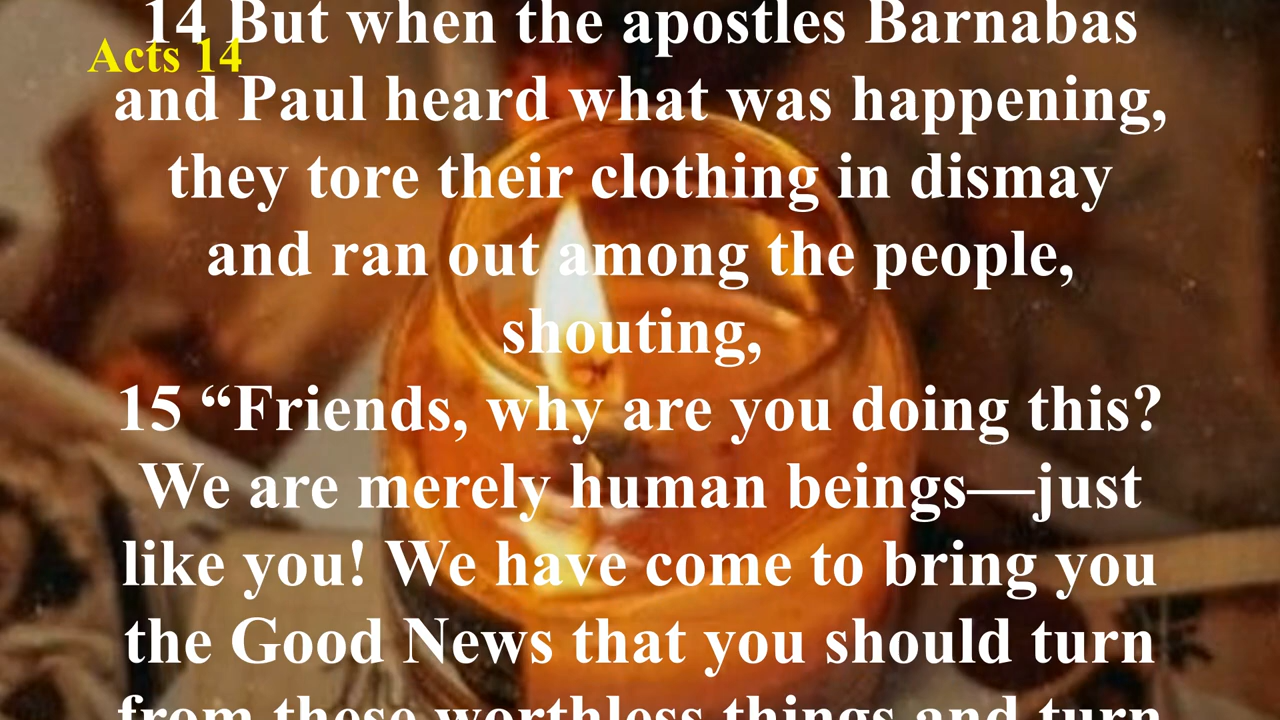 14 But when the apostles Barnabas
Acts 14
and Paul heard what was happening,
they tore their clothing in dismay
and ran out among the people,
shouting,
15 “Friends, why are you doing this?
We are merely human beings—just
like you! We have come to bring you
the Good News that you should turn
from these worthless things and turn